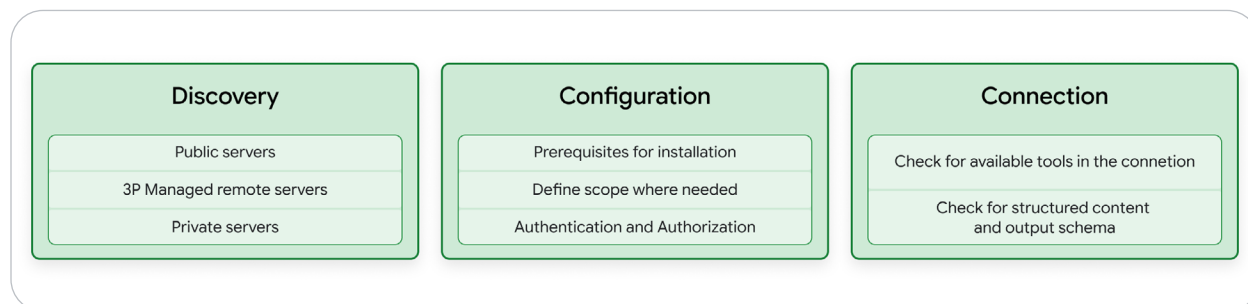 Discovery
Public servers
3P Managed remote servers
Private servers
Configuration
Prerequisites for installation
Define scope where needed
Authentication and Authorization
Connection
Check for available tools in the connetion
Check for structured content
and output schema